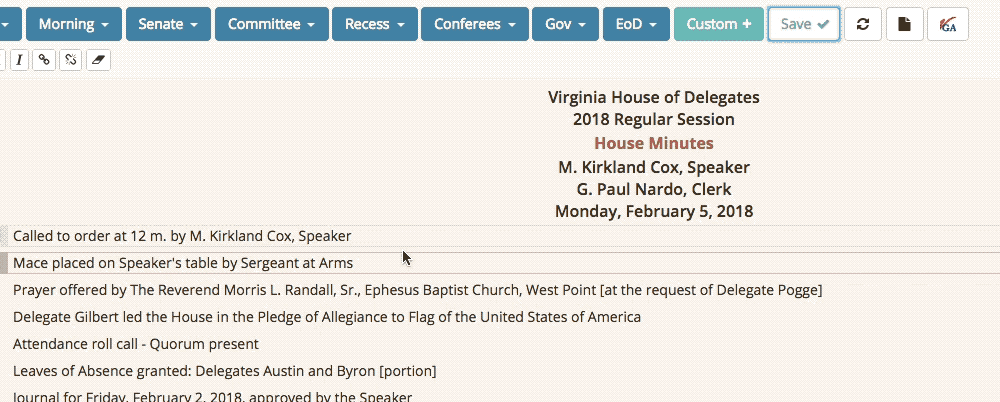 Morning Senate Committee Recess Conferees Gov EoD Custom + Save
I GA
Virginia House of Delegates
2018 Regular Session
House Minutes
M. Kirkland Cox, Speaker
G. Paul Nardo, Clerk
Monday, February 5, 2018
Called to order at 12 m. by M. Kirkland Cox, Speaker
Mace placed on Speaker's table by Sergeant at Arms
Prayer offered by The Reverend Morris L. Randall, Sr., Ephesus Baptist Church, West Point [at the request of Delegate Pogge]
Delegate Gilbert led the House in the Pledge of Allegiance to Flag of the United States of America
Attendance roll call - Quorum present
Leaves of Absence granted: Delegates Austin and Byron [portion]
Journal for Friday, February 2, 2018, approved by the Speaker